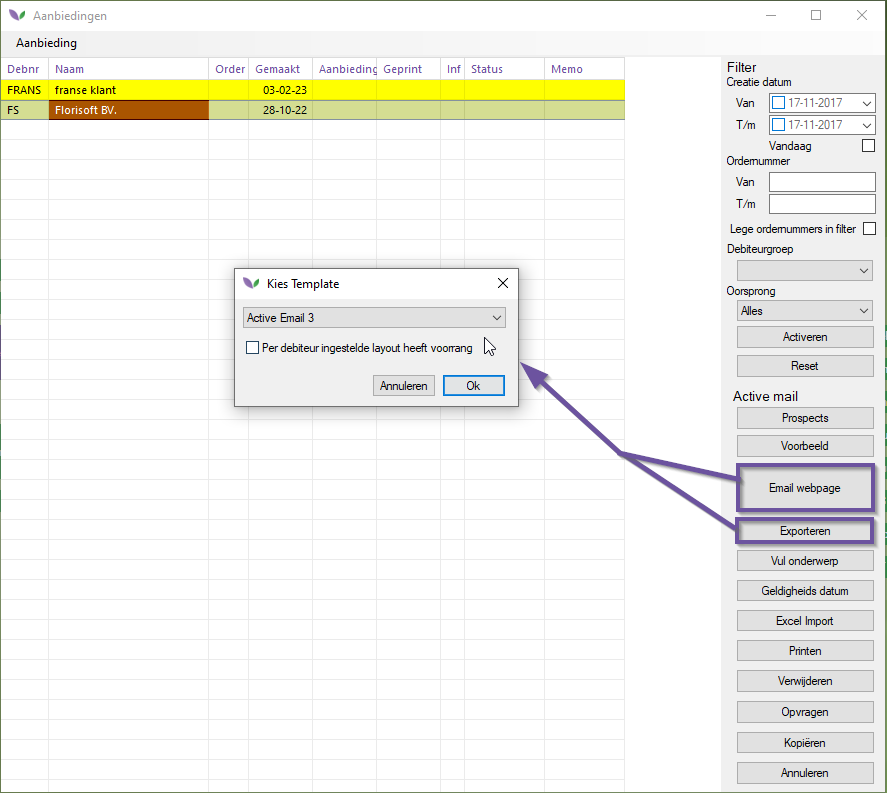 Aanbiedingen
Aanbieding
Debnr Naam Order Gemaakt Aanbieding Geprint Inf Status Memo
FRANS franse klant 03-02-23
FS Florisoft BV. 28-10-22
Kies Template
Active Email 3
Per debiteur ingestelde layout heeft voorrang
Annuleren Ok
Filter
Creatie datum
Van 17-11-2017
T/m 17-11-2017
Vandaag
Ordernummer
Van
T/m
Lege ordernummers in filter
Debiteurgroep
Oorsprong
Alles
Activeren
Reset
Active mail
Prospects
Voorbeeld
Email webpage
Exporteren
Vul onderwerp
Geldigheids datum
Excel Import
Printen
Verwijderen
Opvragen
Kopiëren
Annuleren